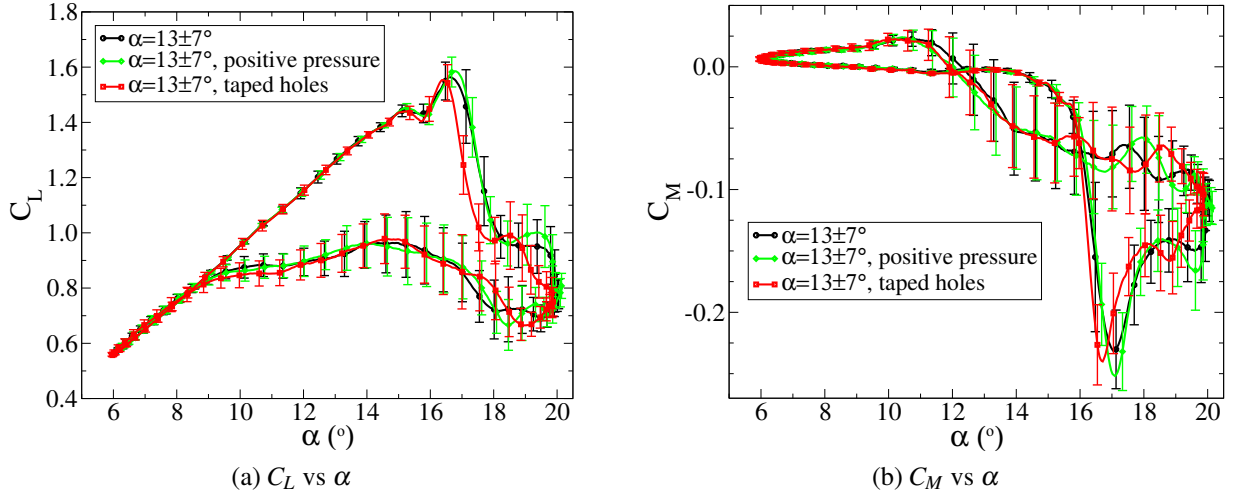 1.8
1.6
1.4
1.2
1.0
0.8
0.6
0.4
C_L
α=13±7°
α=13±7°, positive pressure
α=13±7°, taped holes
6 8 10 12 14 16 18 20
α (°)
(a) C_L vs α
0.0
-0.1
-0.2
C_M
α=13±7°
α=13±7°, positive pressure
α=13±7°, taped holes
6 8 10 12 14 16 18 20
α (°)
(b) C_M vs α